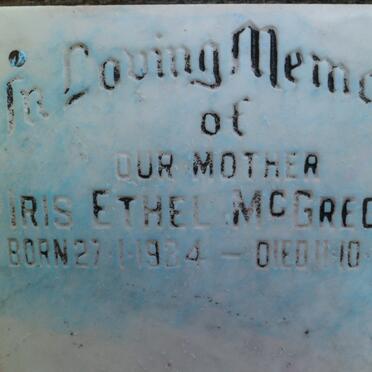 In Loving Memo
of
OUR MOTHER
IRIS ETHEL McGREG
BORN 27·1·1924 — DIED 11·10·